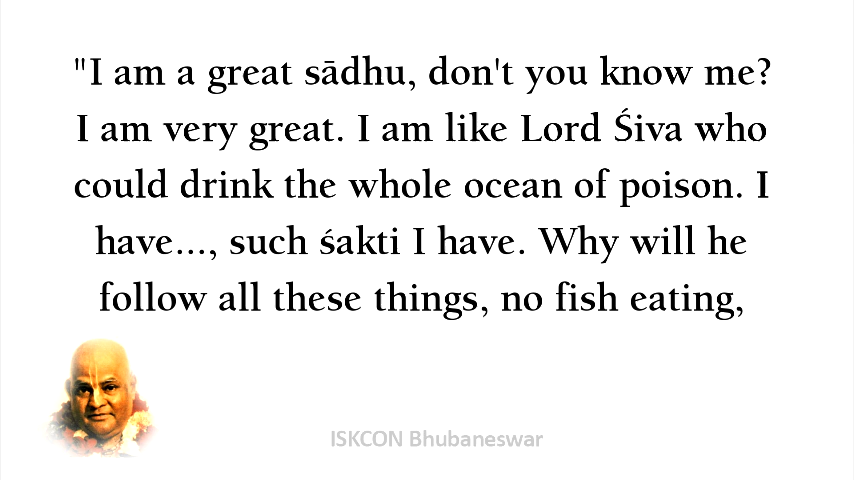 "I am a great sādhu, don't you know me?
I am very great. I am like Lord Śiva who
could drink the whole ocean of poison. I
have..., such śakti I have. Why will he
follow all these things, no fish eating,
ISKCON Bhubaneswar